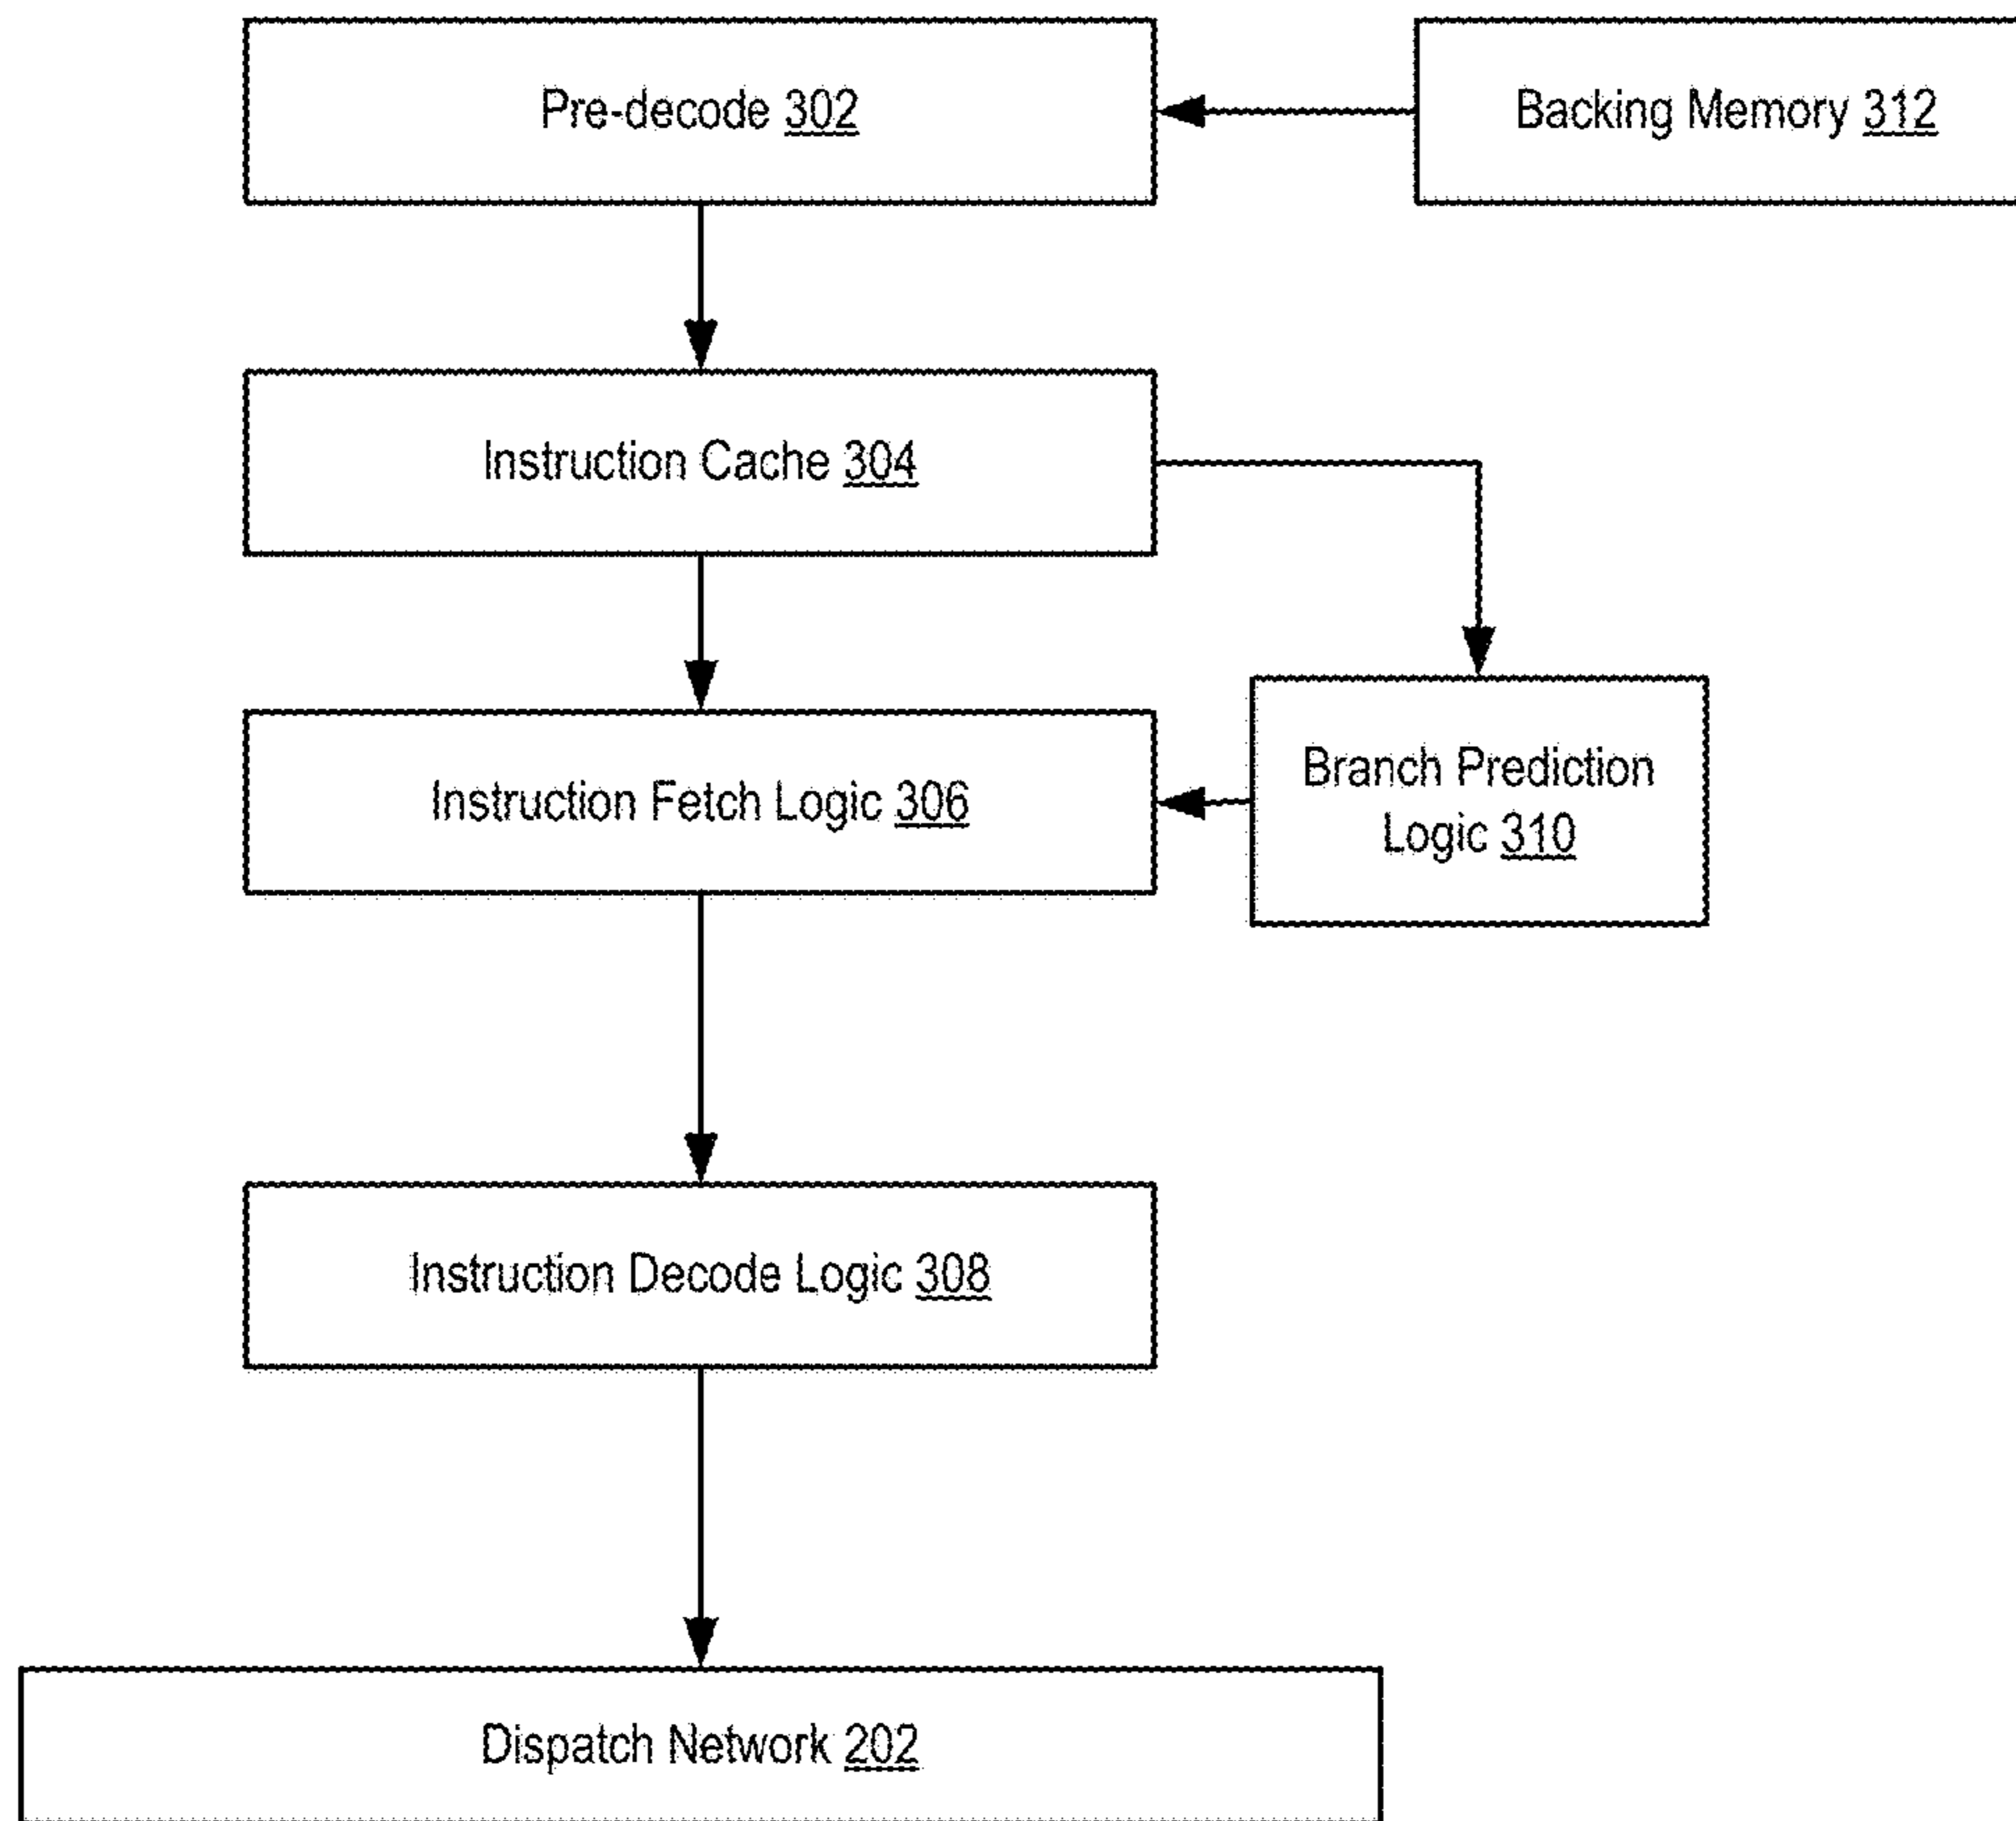 Pre-decode 302
Backing Memory 312
Instruction Cache 304
Instruction Fetch Logic 306
Branch Prediction
Logic 310
Instruction Decode Logic 308
Dispatch Network 202